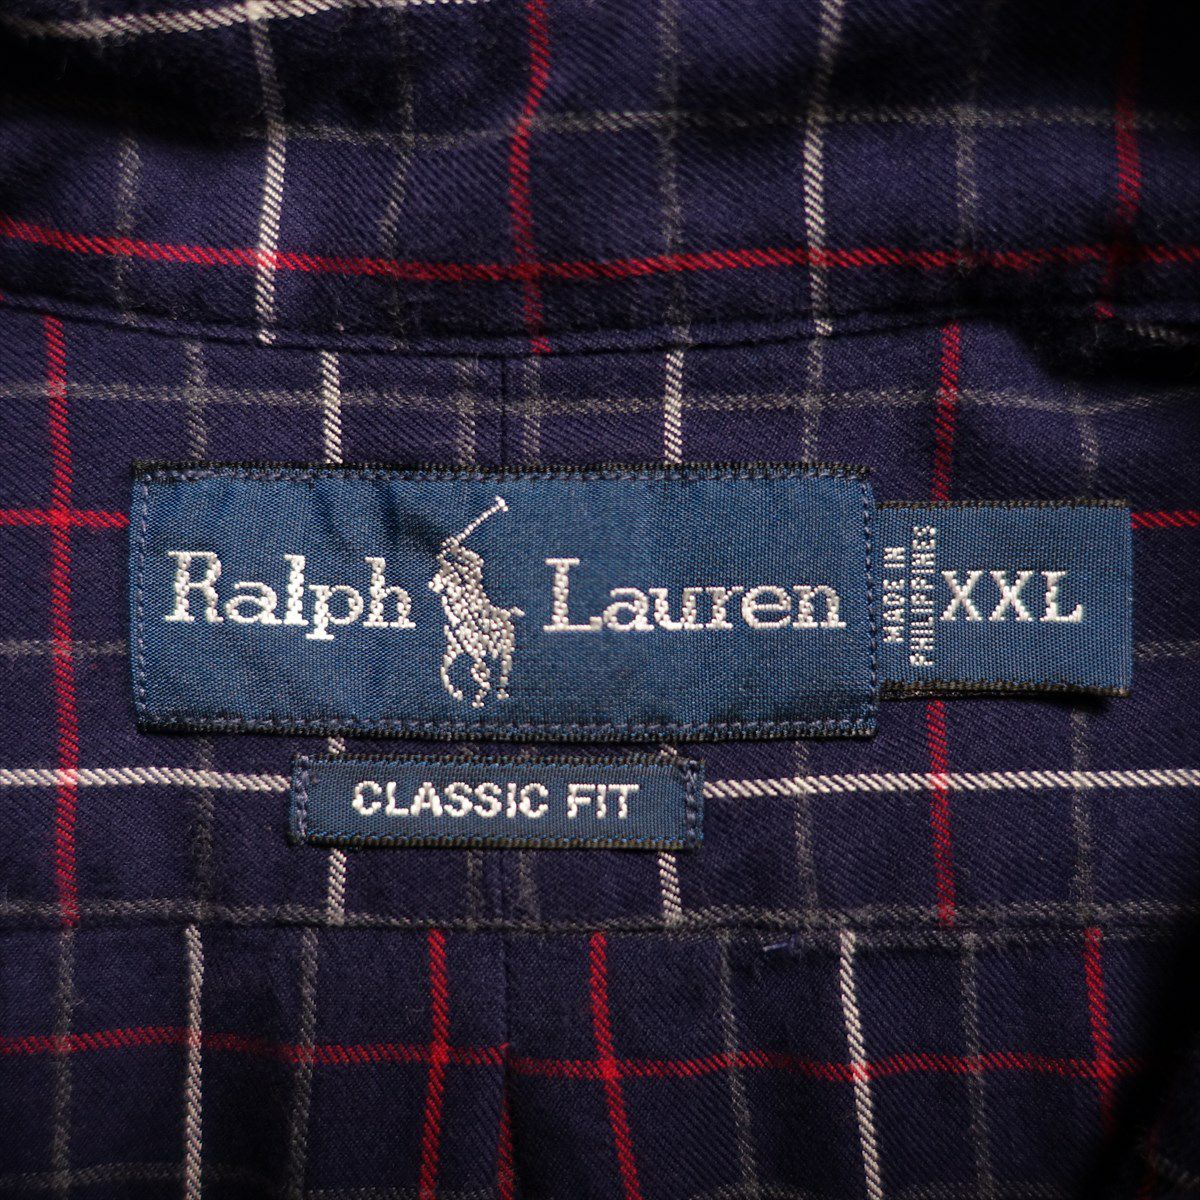 Ralph Lauren
MADE IN
PHILIPPINES
XXL
CLASSIC FIT